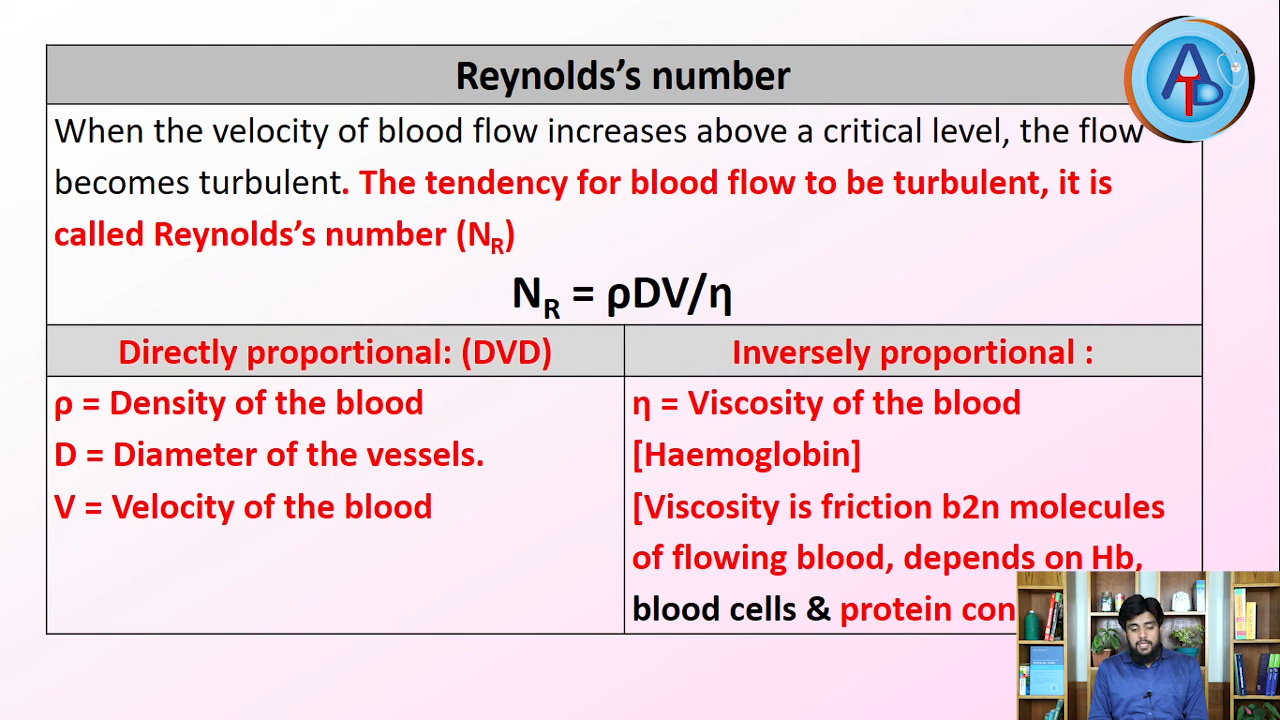 Reynolds’s number
When the velocity of blood flow increases above a critical level, the flow
becomes turbulent. The tendency for blood flow to be turbulent, it is
called Reynolds’s number (N_R)
N_R = ρDV/η
Directly proportional: (DVD)
Inversely proportional :
ρ = Density of the blood
D = Diameter of the vessels.
V = Velocity of the blood
η = Viscosity of the blood
[Haemoglobin]
[Viscosity is friction b2n molecules
of flowing blood, depends on Hb,
blood cells & protein con
ATD